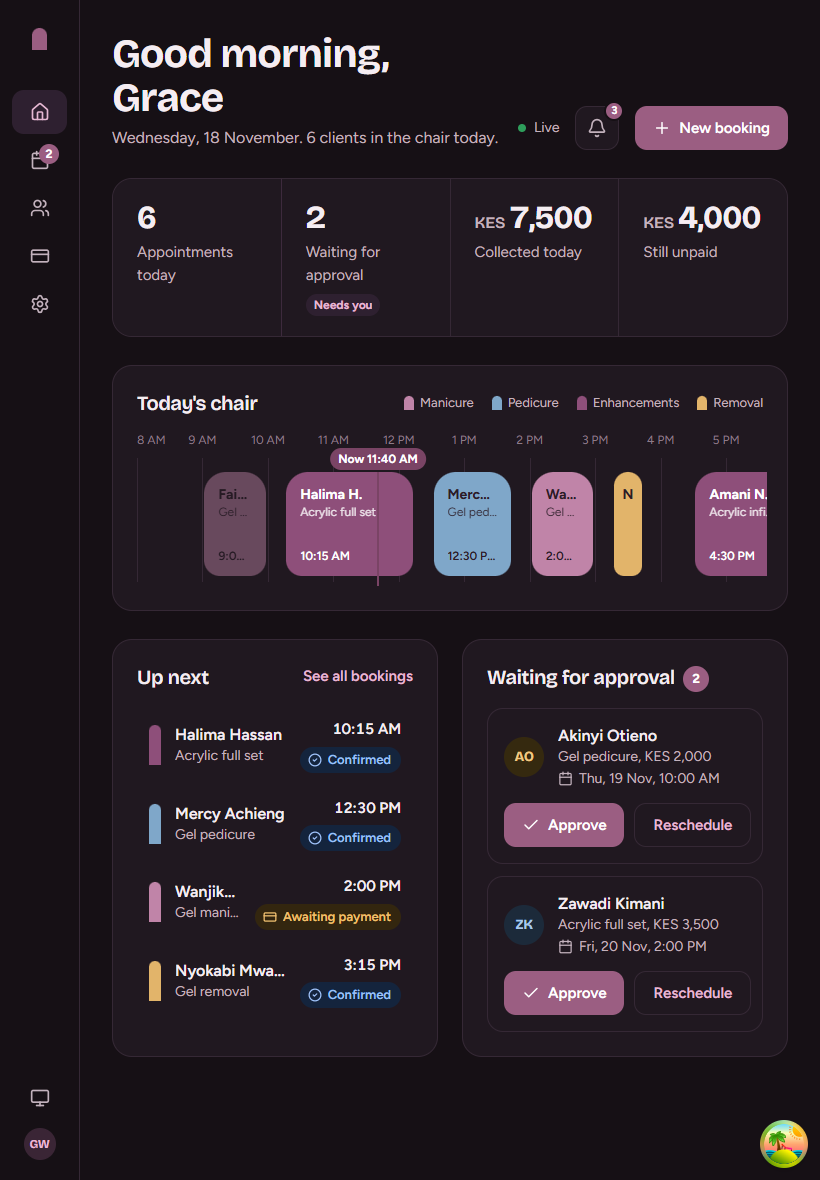 Good morning,
Grace
Wednesday, 18 November. 6 clients in the chair today.
Live
3
New booking
2
6
Appointments
today
2
Waiting for
approval
Needs you
KES 7,500
Collected today
KES 4,000
Still unpaid
Today's chair
Manicure
Pedicure
Enhancements
Removal
8 AM 9 AM 10 AM 11 AM 12 PM 1 PM 2 PM 3 PM 4 PM 5 PM
Now 11:40 AM
Fai...
Gel ...
9:0...
Halima H.
Acrylic full set
10:15 AM
Merc...
Gel ped...
12:30 P...
Wa...
Gel ...
2:0...
N
Amani N.
Acrylic infi
4:30 PM
Up next
See all bookings
Halima Hassan
Acrylic full set
10:15 AM
Confirmed
Mercy Achieng
Gel pedicure
12:30 PM
Confirmed
Wanjik...
Gel mani...
2:00 PM
Awaiting payment
Nyokabi Mwa...
Gel removal
3:15 PM
Confirmed
Waiting for approval 2
AO
Akinyi Otieno
Gel pedicure, KES 2,000
Thu, 19 Nov, 10:00 AM
Approve
Reschedule
ZK
Zawadi Kimani
Acrylic full set, KES 3,500
Fri, 20 Nov, 2:00 PM
Approve
Reschedule
GW